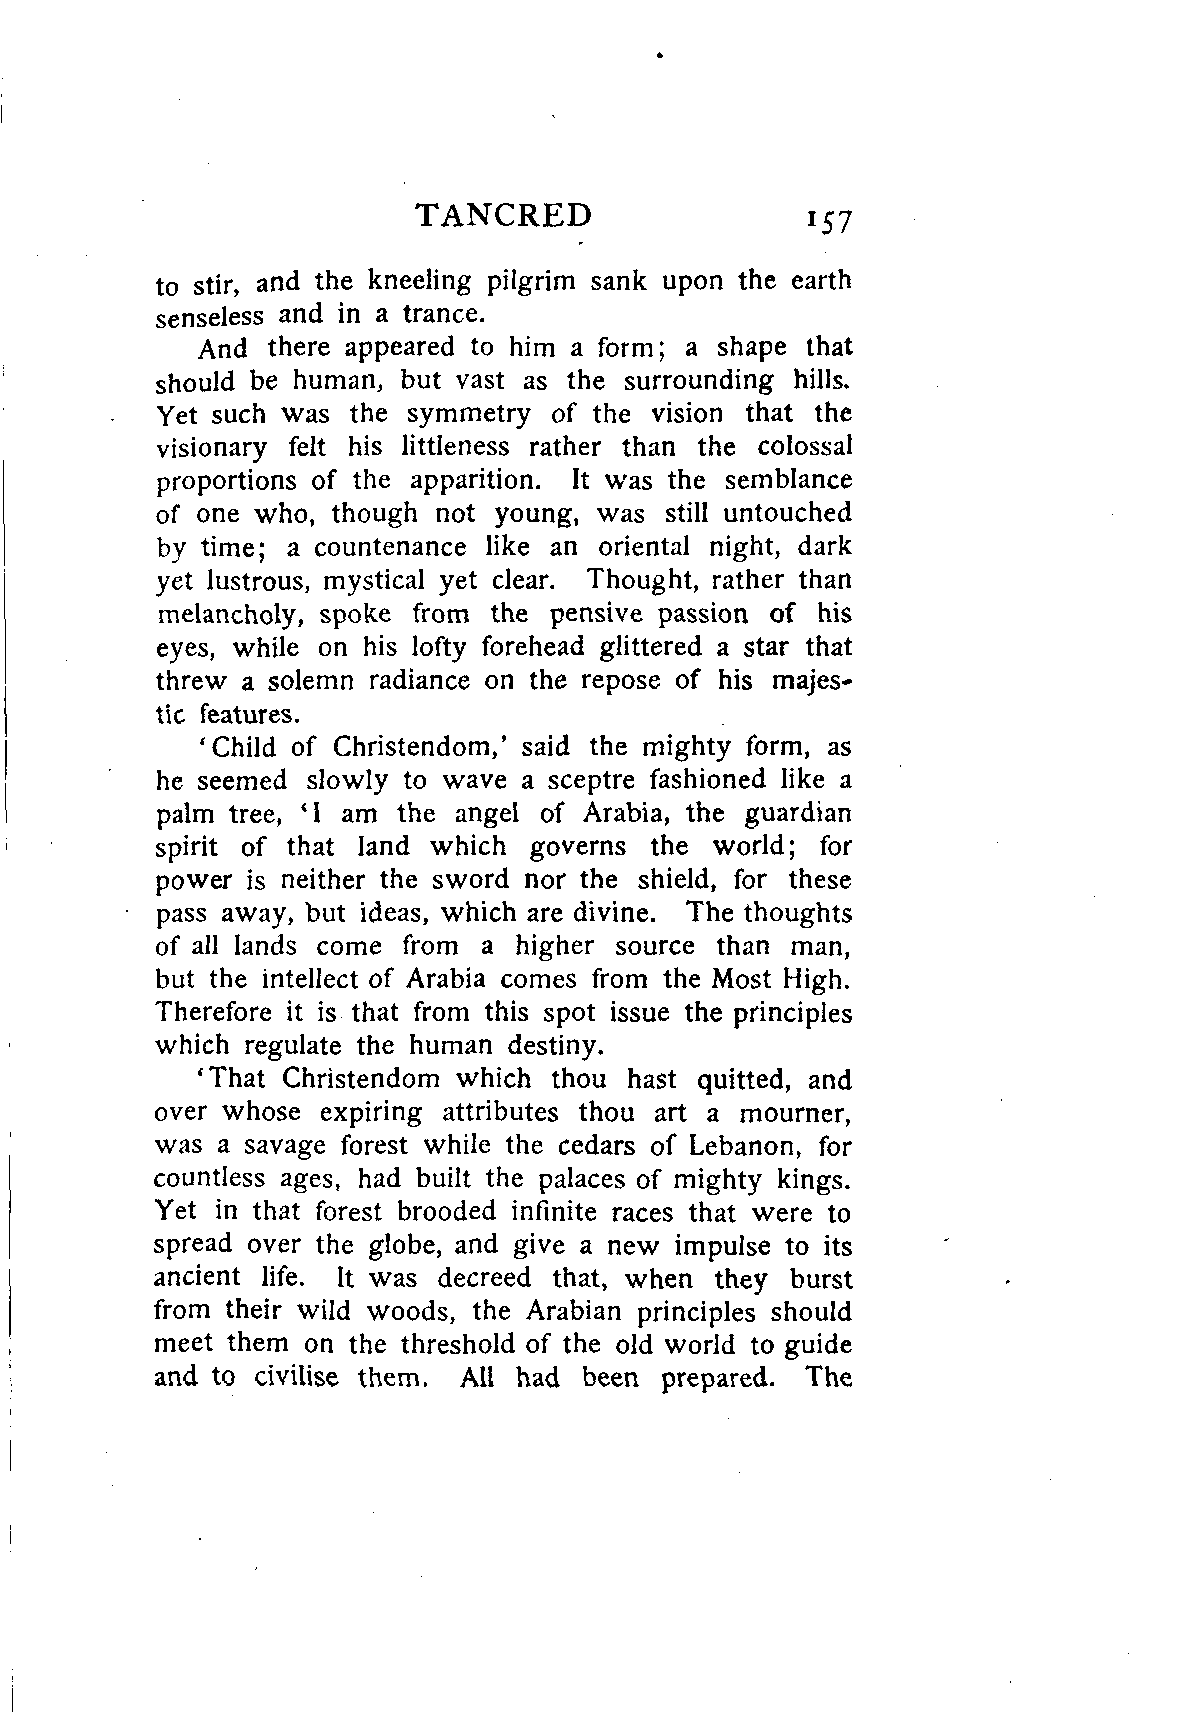 TANCRED 157
to stir, and the kneeling pilgrim sank upon the earth
senseless and in a trance.
And there appeared to him a form; a shape that
should be human, but vast as the surrounding hills.
Yet such was the symmetry of the vision that the
visionary felt his littleness rather than the colossal
proportions of the apparition. It was the semblance
of one who, though not young, was still untouched
by time; a countenance like an oriental night, dark
yet lustrous, mystical yet clear. Thought, rather than
melancholy, spoke from the pensive passion of his
eyes, while on his lofty forehead glittered a star that
threw a solemn radiance on the repose of his majes-
tic features.
‘Child of Christendom,’ said the mighty form, as
he seemed slowly to wave a sceptre fashioned like a
palm tree, ‘I am the angel of Arabia, the guardian
spirit of that land which governs the world; for
power is neither the sword nor the shield, for these
pass away, but ideas, which are divine. The thoughts
of all lands come from a higher source than man,
but the intellect of Arabia comes from the Most High.
Therefore it is that from this spot issue the principles
which regulate the human destiny.
‘That Christendom which thou hast quitted, and
over whose expiring attributes thou art a mourner,
was a savage forest while the cedars of Lebanon, for
countless ages, had built the palaces of mighty kings.
Yet in that forest brooded infinite races that were to
spread over the globe, and give a new impulse to its
ancient life. It was decreed that, when they burst
from their wild woods, the Arabian principles should
meet them on the threshold of the old world to guide
and to civilise them. All had been prepared. The